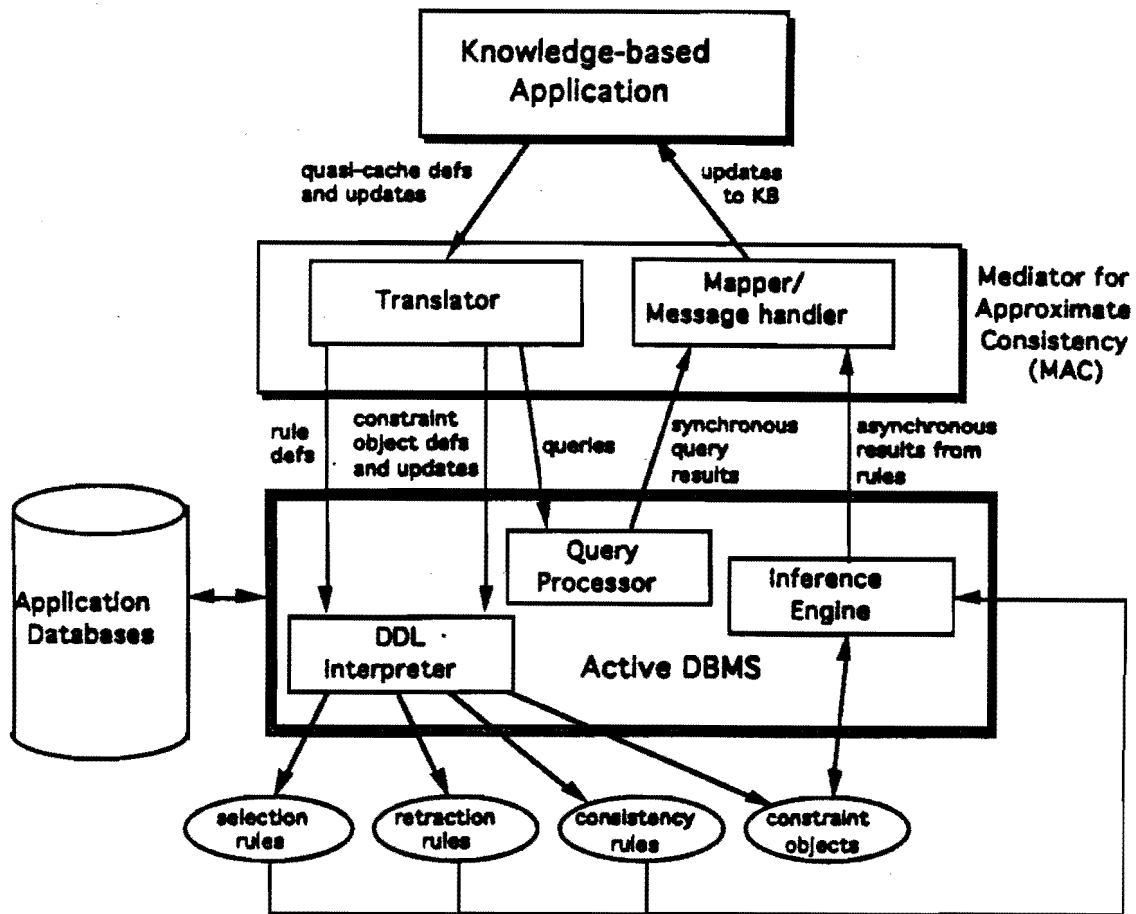 Knowledge-based
Application
quasi-cache defs
and updates
updates
to KB
Translator
Mapper/
Message handler
Mediator for
Approximate
Consistency
(MAC)
rule
defs
constraint
object defs
and updates
queries
synchronous
query
results
asynchronous
results from
rules
Application
Databases
Query
Processor
Inference
Engine
DDL
Interpreter
Active DBMS
selection
rules
retraction
rules
consistency
rules
constraint
objects